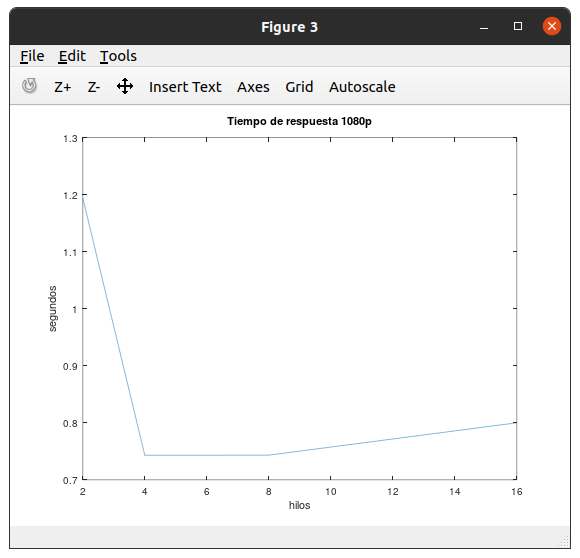 Figure 3
File Edit Tools
Z+ Z- Insert Text Axes Grid Autoscale
Tiempo de respuesta 1080p
1.3
1.2
1.1
1
0.9
0.8
0.7
segundos
2 4 6 8 10 12 14 16
hilos